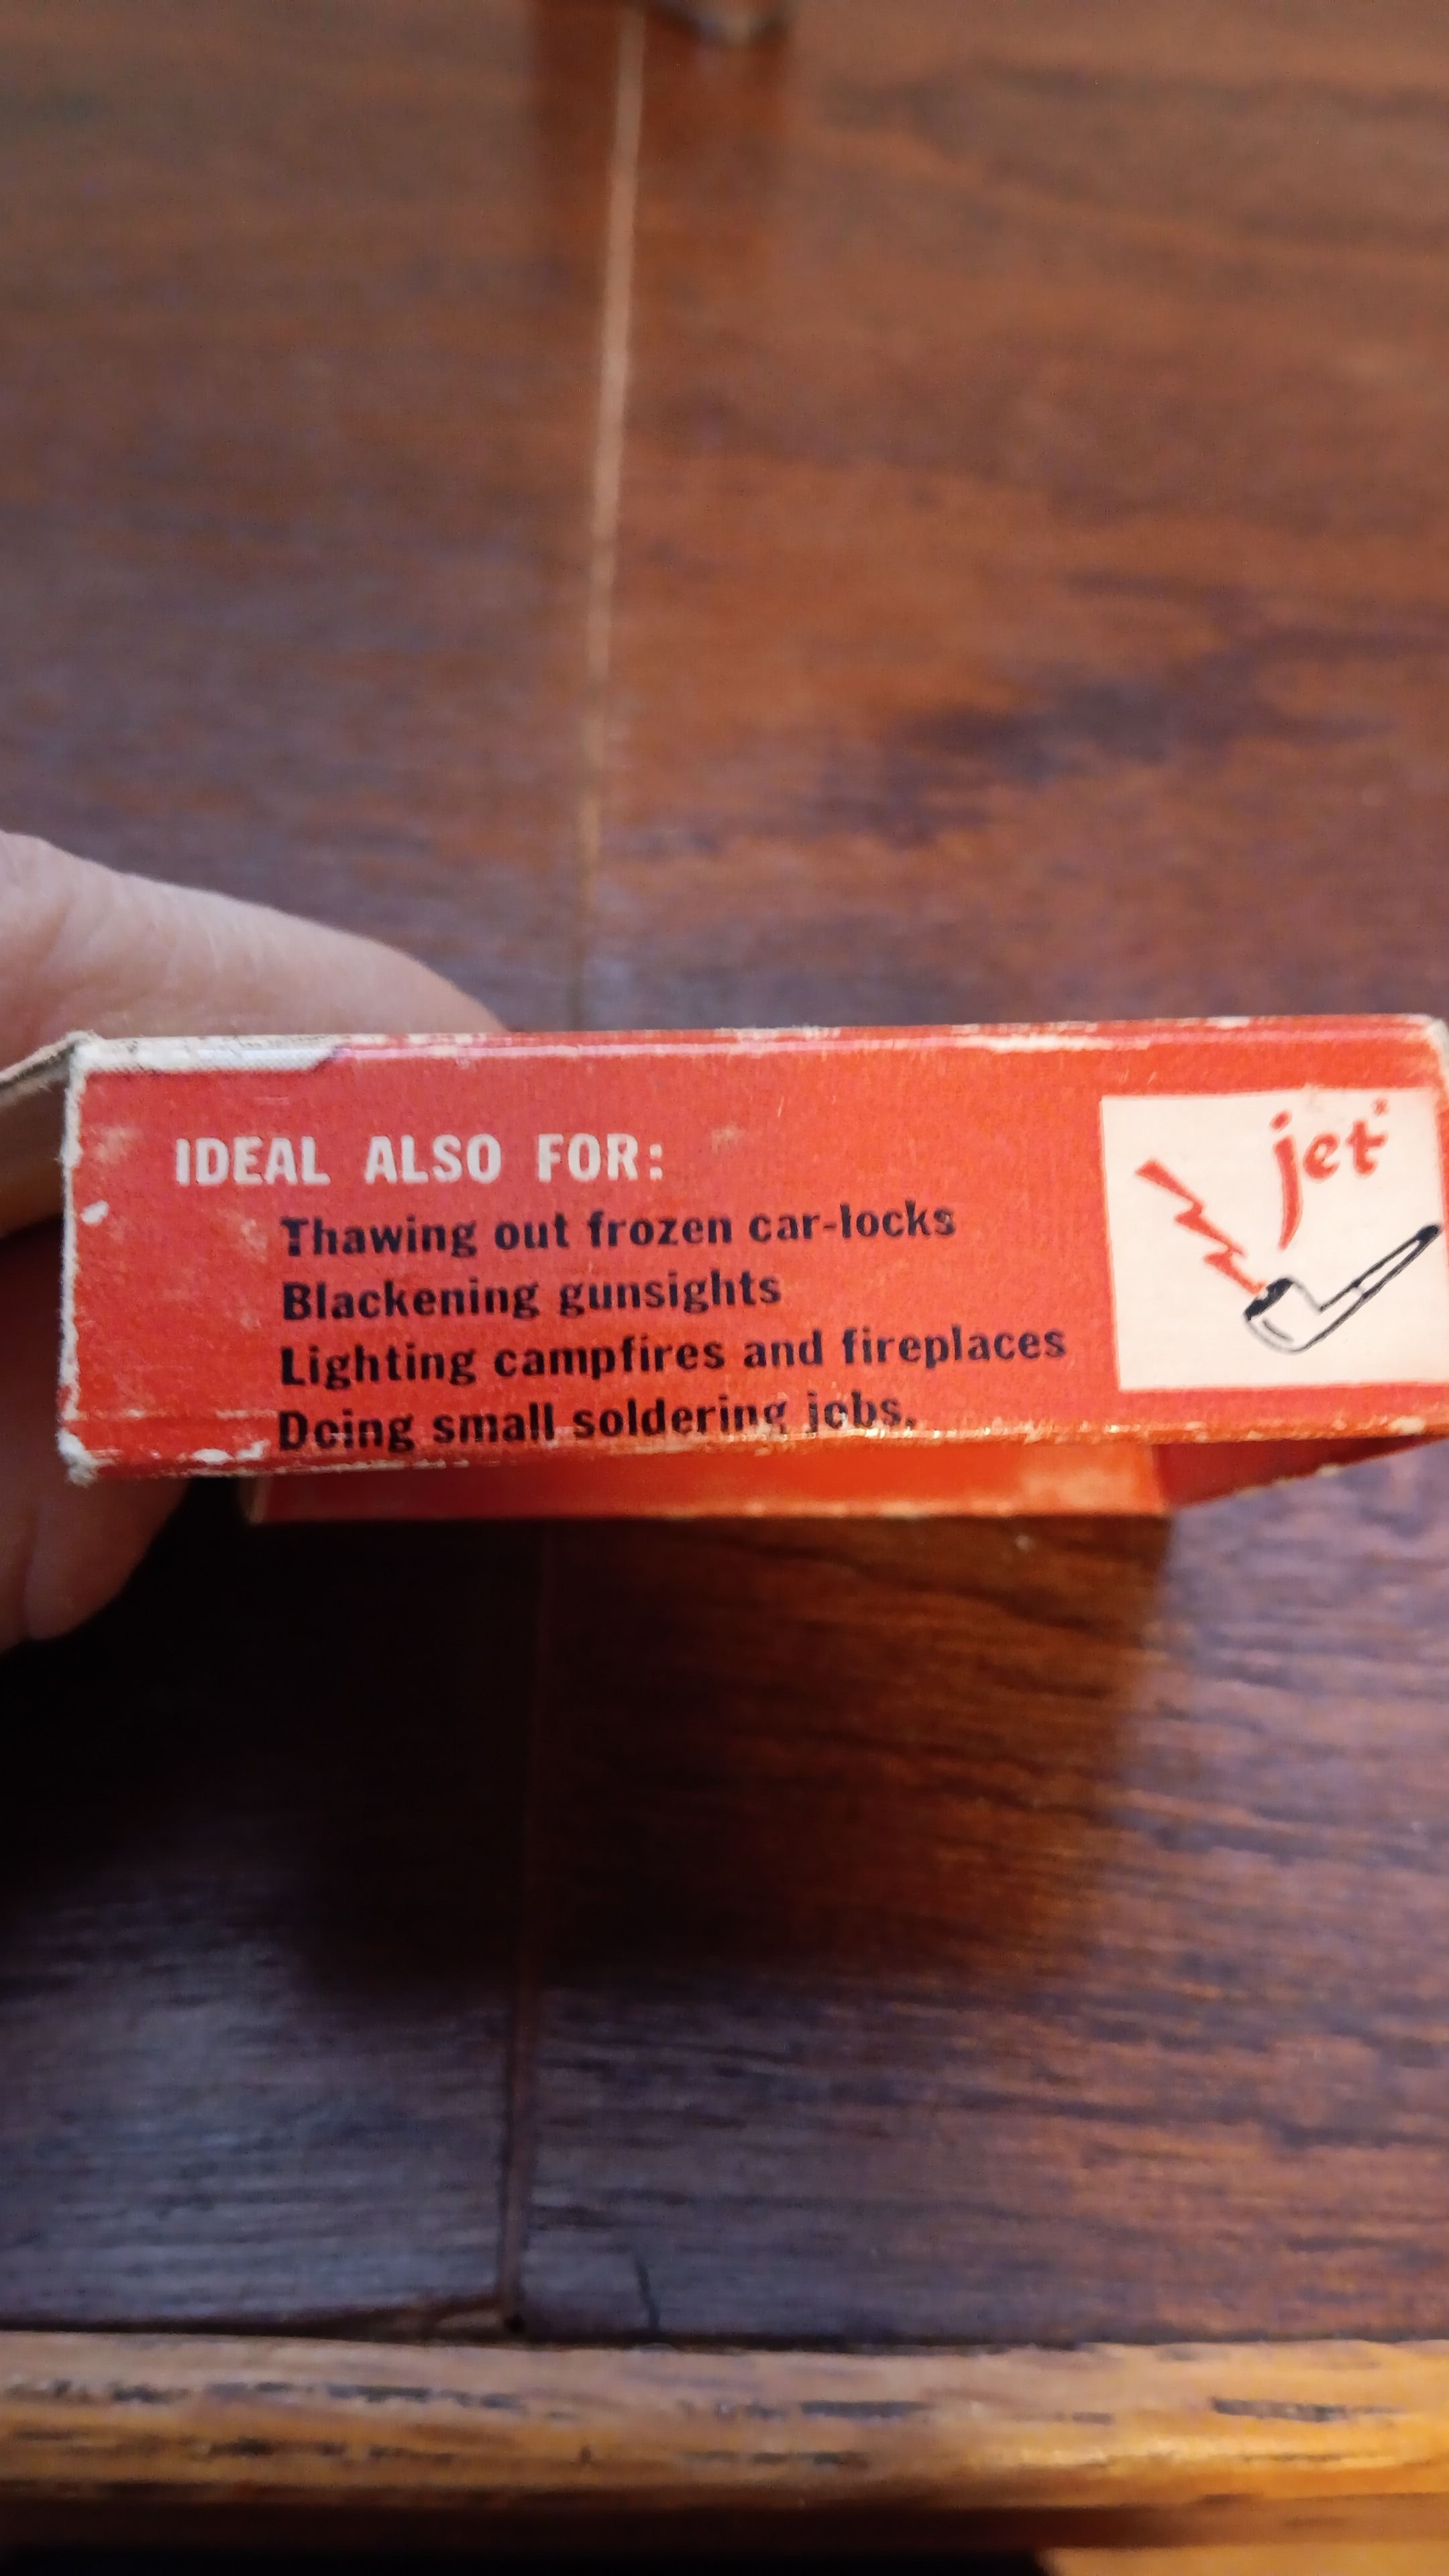 IDEAL ALSO FOR:
Thawing out frozen car-locks
Blackening gunsights
Lighting campfires and fireplaces
Doing small soldering jobs.
jet